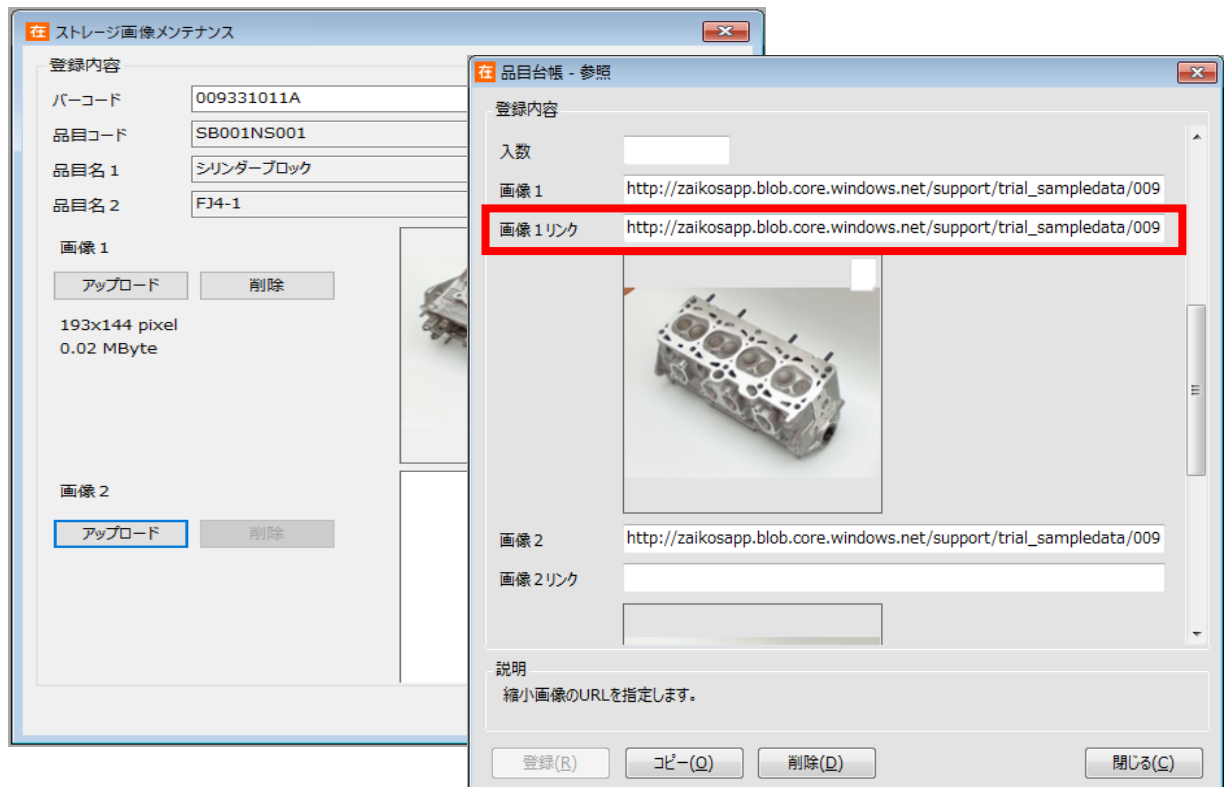 在 ストレージ画像メンテナンス
登録内容
バーコード 009331011A
品目コード SB001NS001
品目名1 シリンダーブロック
品目名2 FJ4-1
画像1
アップロード 削除
193x144 pixel
0.02 MByte
画像2
アップロード 削除
在 品目台帳 - 参照
登録内容
入数
画像1 http://zaikosapp.blob.core.windows.net/support/trial_sampledata/009
画像1リンク http://zaikosapp.blob.core.windows.net/support/trial_sampledata/009
画像2 http://zaikosapp.blob.core.windows.net/support/trial_sampledata/009
画像2リンク
説明
縮小画像のURLを指定します。
登録(R) コピー(O) 削除(D) 閉じる(C)